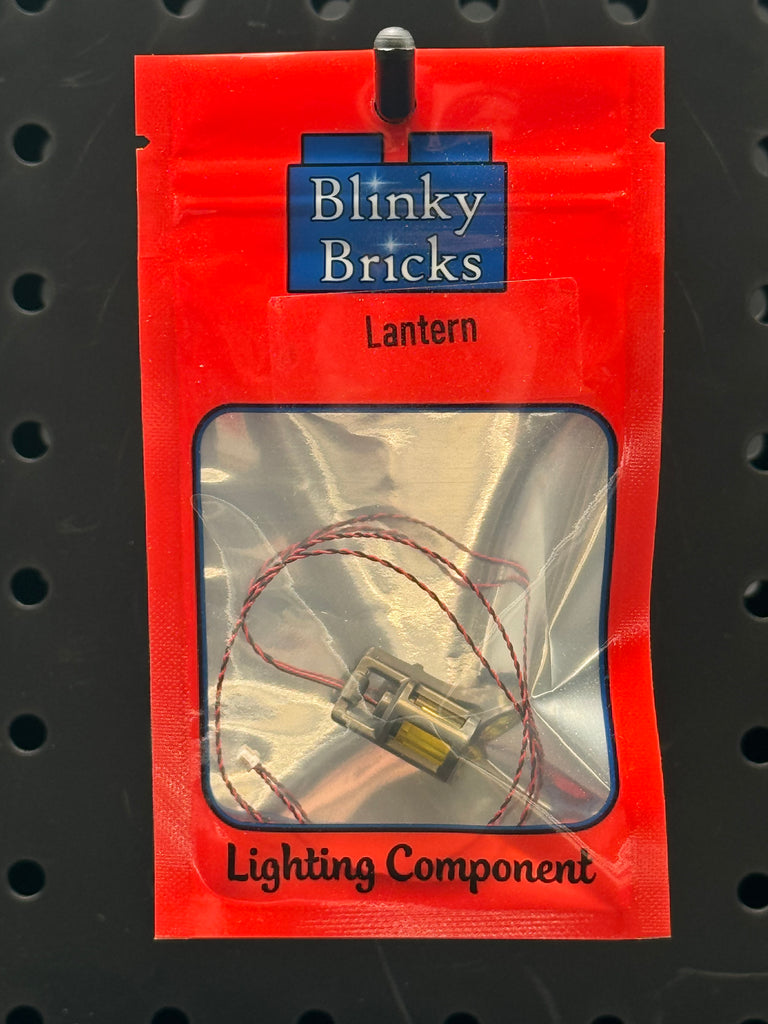 Blinky
Bricks
Lantern
Lighting Component